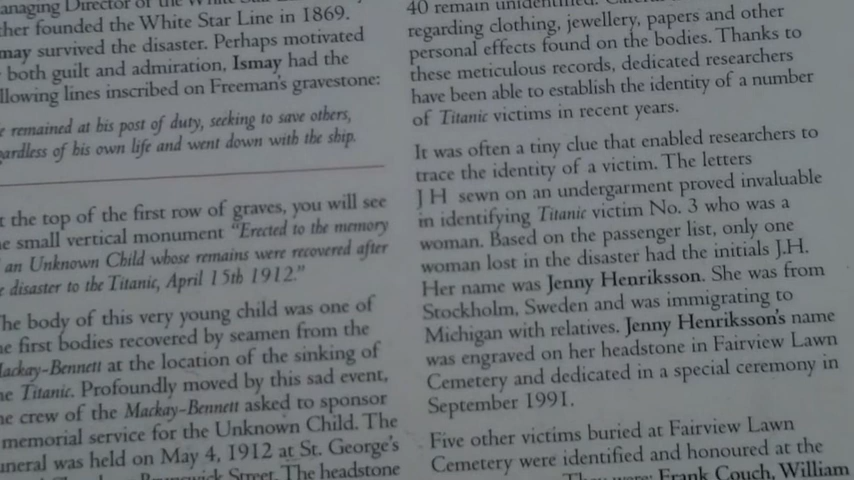 anaging Director of the White Star
ther founded the White Star Line in 1869.
may survived the disaster. Perhaps motivated
both guilt and admiration, Ismay had the
llowing lines inscribed on Freeman's gravestone:
e remained at his post of duty, seeking to save others,
gardless of his own life and went down with the ship.
t the top of the first row of graves, you will see
e small vertical monument "Erected to the memory
an Unknown Child whose remains were recovered after
e disaster to the Titanic, April 15th 1912."
he body of this very young child was one of
e first bodies recovered by seamen from the
Mackay-Bennett at the location of the sinking of
he Titanic. Profoundly moved by this sad event,
he crew of the Mackay-Bennett asked to sponsor
memorial service for the Unknown Child. The
uneral was held on May 4, 1912 at St. George's
Brunswick Street. The headstone
40 remain unidentified.
regarding clothing, jewellery, papers and other
personal effects found on the bodies. Thanks to
these meticulous records, dedicated researchers
have been able to establish the identity of a number
of Titanic victims in recent years.
It was often a tiny clue that enabled researchers to
trace the identity of a victim. The letters
J H sewn on an undergarment proved invaluable
in identifying Titanic victim No. 3 who was a
woman. Based on the passenger list, only one
woman lost in the disaster had the initials J.H.
Her name was Jenny Henriksson. She was from
Stockholm, Sweden and was immigrating to
Michigan with relatives. Jenny Henriksson's name
was engraved on her headstone in Fairview Lawn
Cemetery and dedicated in a special ceremony in
September 1991.
Five other victims buried at Fairview Lawn
Cemetery were identified and honoured at the
They were: Frank Couch, William